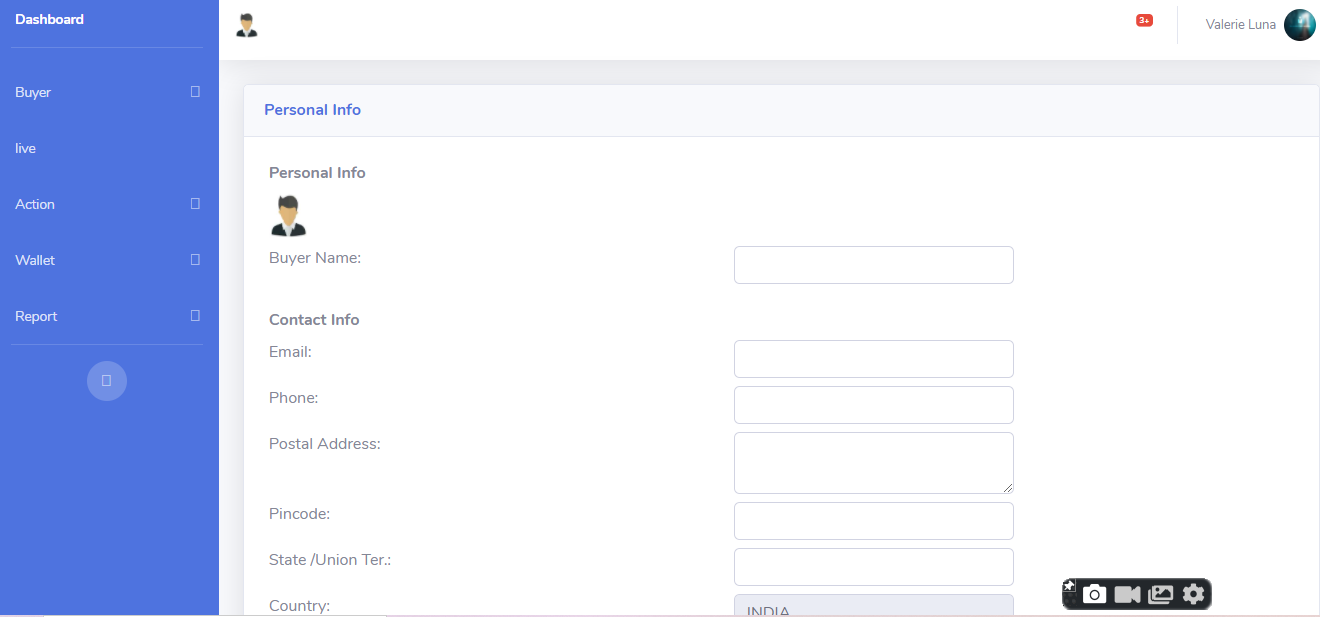 Dashboard
Buyer
live
Action
Wallet
Report
3+
Valerie Luna
Personal Info
Personal Info
Buyer Name:
Contact Info
Email:
Phone:
Postal Address:
Pincode:
State /Union Ter.:
Country:
INDIA